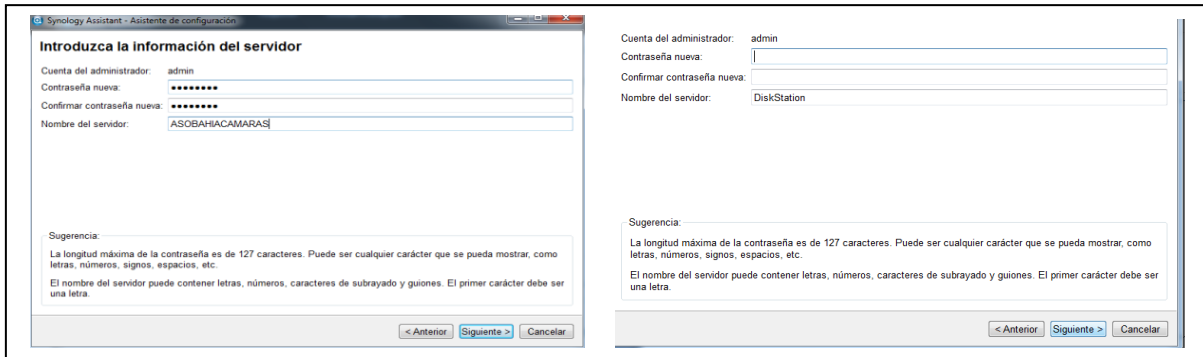 Synology Assistant - Asistente de configuración
Introduzca la información del servidor
Cuenta del administrador: admin
Contraseña nueva: ••••••••
Confirmar contraseña nueva: ••••••••
Nombre del servidor: ASOBAHIACAMARAS
Sugerencia:
La longitud máxima de la contraseña es de 127 caracteres. Puede ser cualquier carácter que se pueda mostrar, como
letras, números, signos, espacios, etc.
El nombre del servidor puede contener letras, números, caracteres de subrayado y guiones. El primer carácter debe ser
una letra.
< Anterior Siguiente > Cancelar
Cuenta del administrador: admin
Contraseña nueva:
Confirmar contraseña nueva:
Nombre del servidor: DiskStation
Sugerencia:
La longitud máxima de la contraseña es de 127 caracteres. Puede ser cualquier carácter que se pueda mostrar, como
letras, números, signos, espacios, etc.
El nombre del servidor puede contener letras, números, caracteres de subrayado y guiones. El primer carácter debe ser
una letra.
< Anterior Siguiente > Cancelar